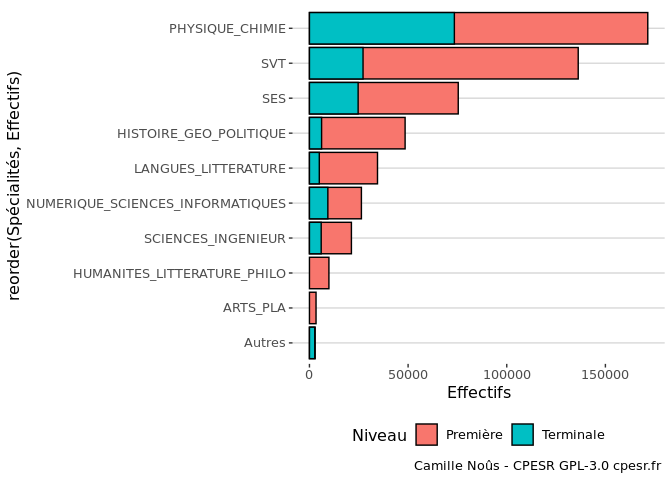 reorder(Spécialités, Effectifs)
PHYSIQUE_CHIMIE
SVT
SES
HISTOIRE_GEO_POLITIQUE
LANGUES_LITTERATURE
NUMERIQUE_SCIENCES_INFORMATIQUES
SCIENCES_INGENIEUR
HUMANITES_LITTERATURE_PHILO
ARTS_PLA
Autres
0 50000 100000 150000
Effectifs
Niveau Première Terminale
Camille Noûs - CPESR GPL-3.0 cpesr.fr